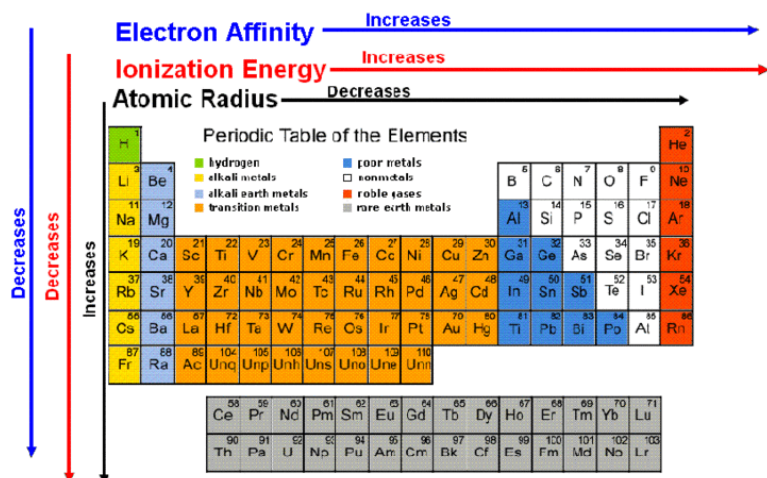 Electron Affinity Increases
Ionization Energy Increases
Atomic Radius Decreases
Decreases
Decreases
Increases
Periodic Table of the Elements
hydrogen poor metals
alkali metals nonmetals
alkali earth metals noble gases
transition metals rare earth metals
1 2
H He
3 4 5 6 7 8 9 10
Li Be B C N O F Ne
11 12 13 14 15 16 17 18
Na Mg Al Si P S Cl Ar
19 20 21 22 23 24 25 26 27 28 29 30 31 32 33 34 35 36
K Ca Sc Ti V Cr Mn Fe Co Ni Cu Zn Ga Ge As Se Br Kr
37 38 39 40 41 42 43 44 45 46 47 48 49 50 51 52 53 54
Rb Sr Y Zr Nb Mo Tc Ru Rh Pd Ag Cd In Sn Sb Te I Xe
55 56 57 72 73 74 75 76 77 78 79 80 81 82 83 84 85 86
Cs Ba La Hf Ta W Re Os Ir Pt Au Hg Ti Pb Bi Po At Rn
87 88 89 104 105 106 107 108 109 110
Fr Ra Ac Unq Unp Unh Uns Uno Une Unn
58 59 60 61 62 63 64 65 66 67 68 69 70 71
Ce Pr Nd Pm Sm Eu Gd Tb Dy Ho Er Tm Yb Lu
90 91 92 93 94 95 96 97 98 99 100 101 102 103
Th Pa U Np Pu Am Cm Bk Cf Es Fm Md No Lr